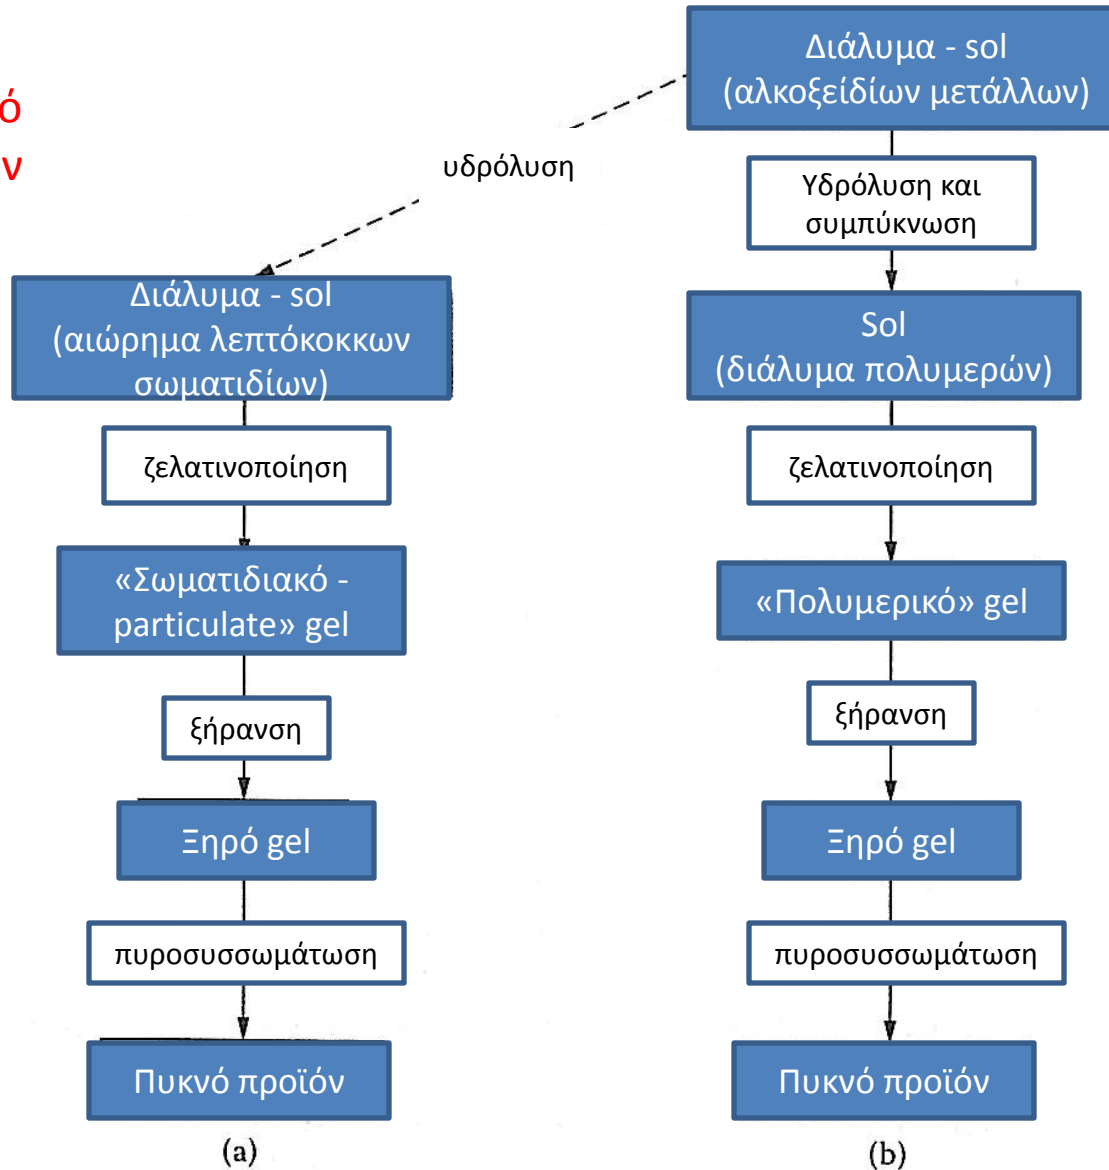 ό
ν
Διάλυμα - sol
(αλκοξείδίων μετάλλων)
υδρόλυση
Υδρόλυση και
συμπύκνωση
Διάλυμα - sol
(αιώρημα λεπτόκοκκων
σωματιδίων)
Sol
(διάλυμα πολυμερών)
ζελατινοποίηση
ζελατινοποίηση
«Σωματιδιακό -
particulate» gel
«Πολυμερικό» gel
ξήρανση
ξήρανση
Ξηρό gel
Ξηρό gel
πυροσυσσωμάτωση
πυροσυσσωμάτωση
Πυκνό προϊόν
Πυκνό προϊόν
(a)
(b)